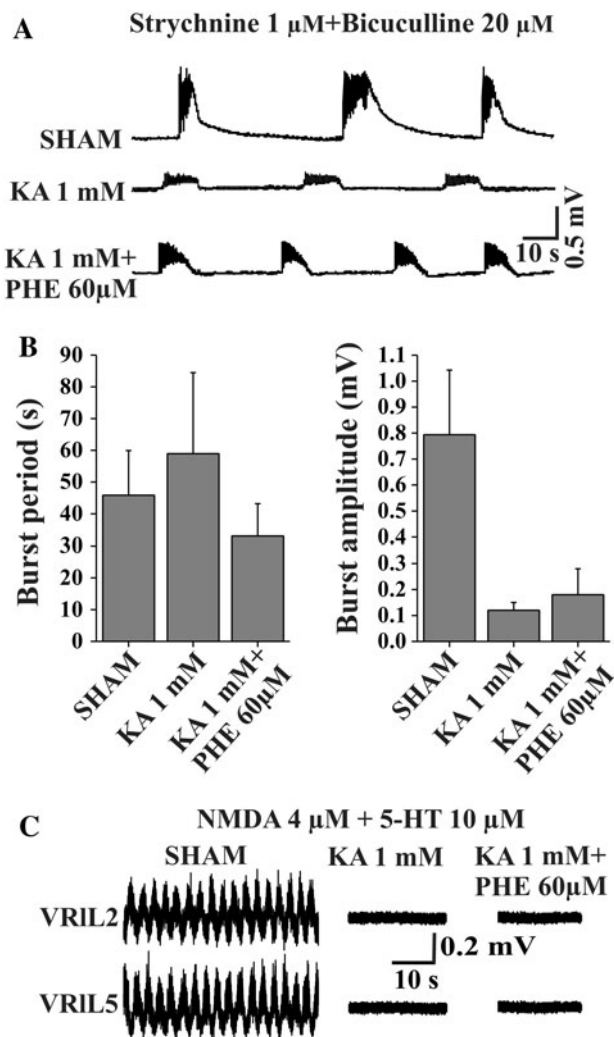 A
Strychnine 1 µM+Bicuculline 20 µM
SHAM
KA 1 mM
KA 1 mM+
PHE 60µM
10 s
0.5 mV
B
Burst period (s)
90
80
70
60
50
40
30
20
10
0
SHAM
KA 1 mM
KA 1 mM+
PHE 60µM
Burst amplitude (mV)
1.1
1.0
0.9
0.8
0.7
0.6
0.5
0.4
0.3
0.2
0.1
0.0
SHAM
KA 1 mM
KA 1 mM+
PHE 60µM
C
NMDA 4 µM + 5-HT 10 µM
SHAM
KA 1 mM
KA 1 mM+
PHE 60µM
VRlL2
0.2 mV
10 s
VRlL5